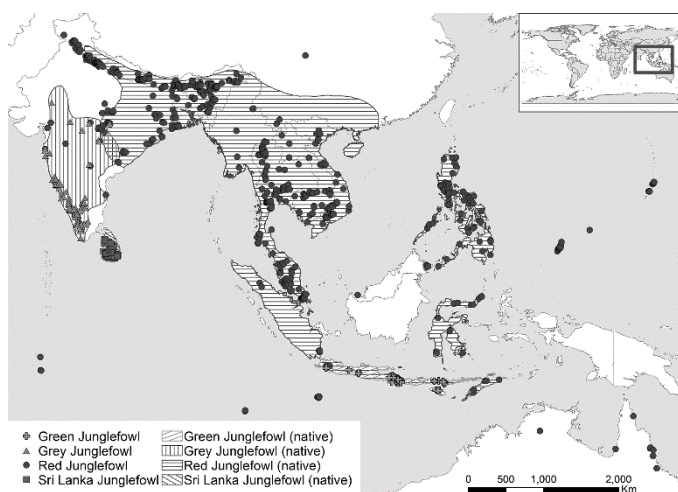 Green Junglefowl
Grey Junglefowl
Red Junglefowl
Sri Lanka Junglefowl
Green Junglefowl (native)
Grey Junglefowl (native)
Red Junglefowl (native)
Sri Lanka Junglefowl (native)
0 500 1,000 2,000
Km